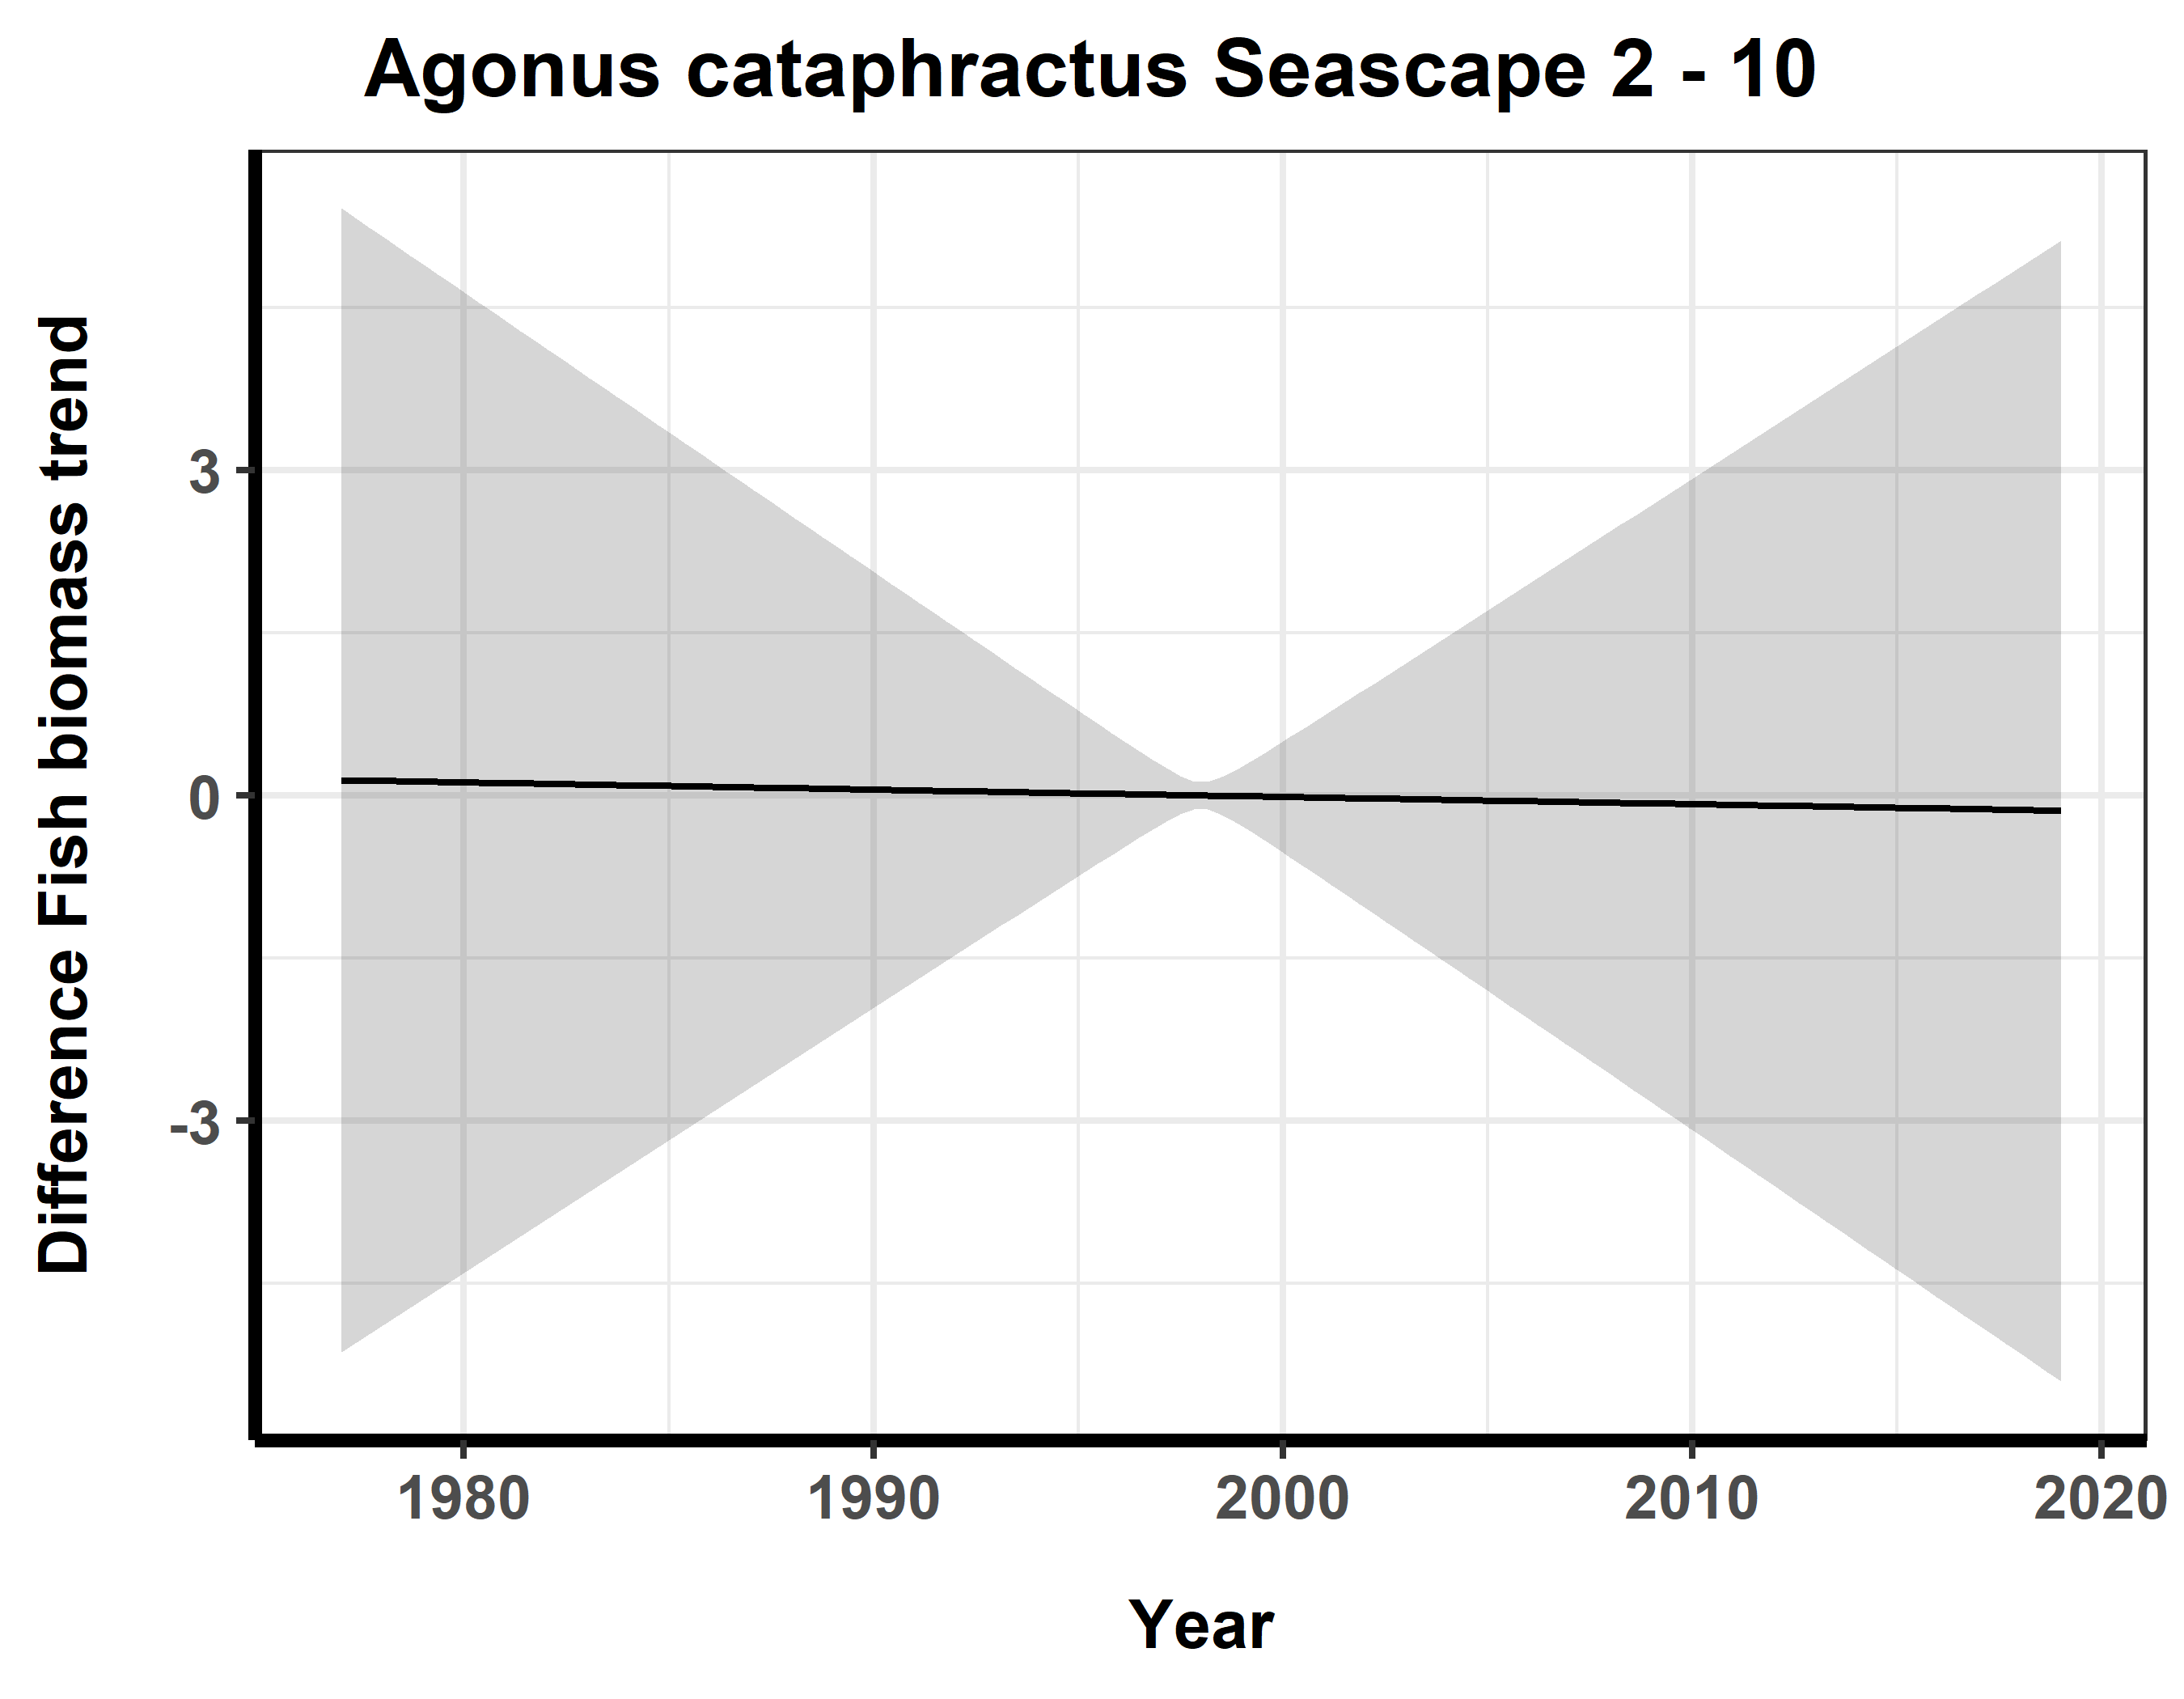 Agonus cataphractus Seascape 2 - 10
Difference Fish biomass trend
3
0
-3
1980
1990
2000
2010
2020
Year